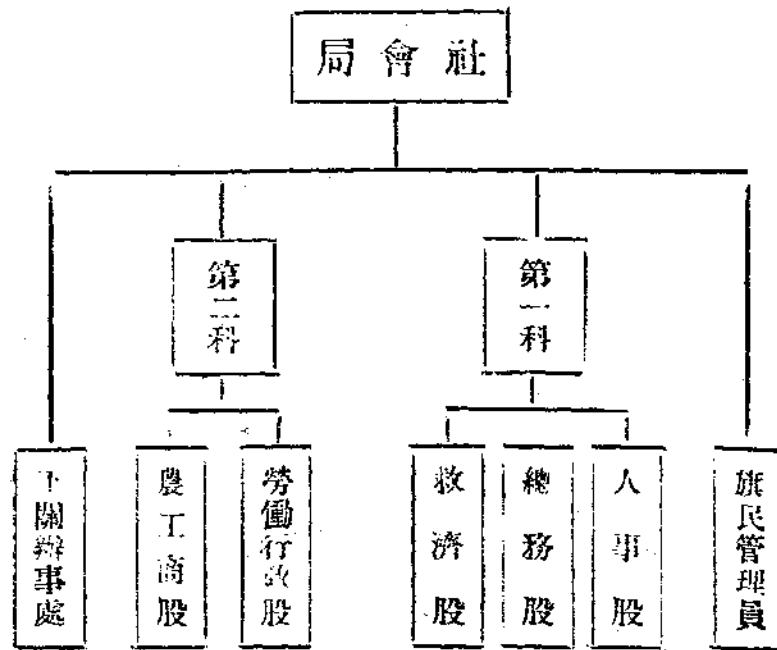 社會局
第一科
第二科
旗民管理員
人事股
總務股
救濟股
勞働行政股
農工商股
下關辦事處